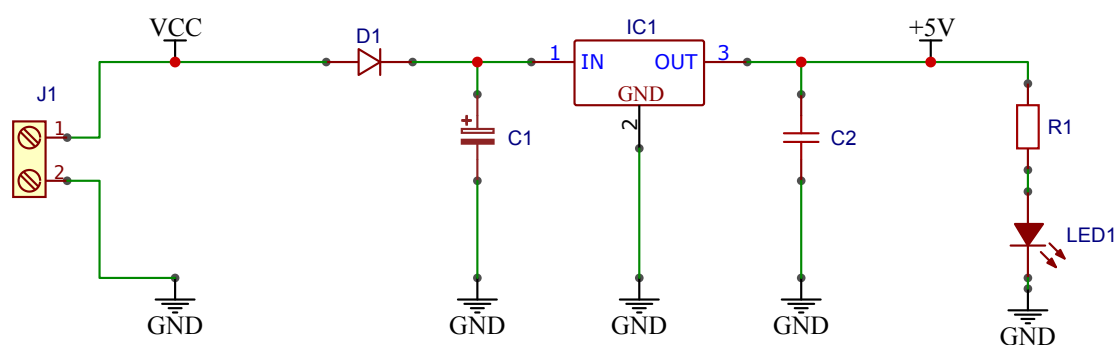 VCC
D1
IC1
+5V
1
IN
OUT
3
GND
J1
1
2
C1
2
C2
R1
LED1
GND
GND
GND
GND
GND